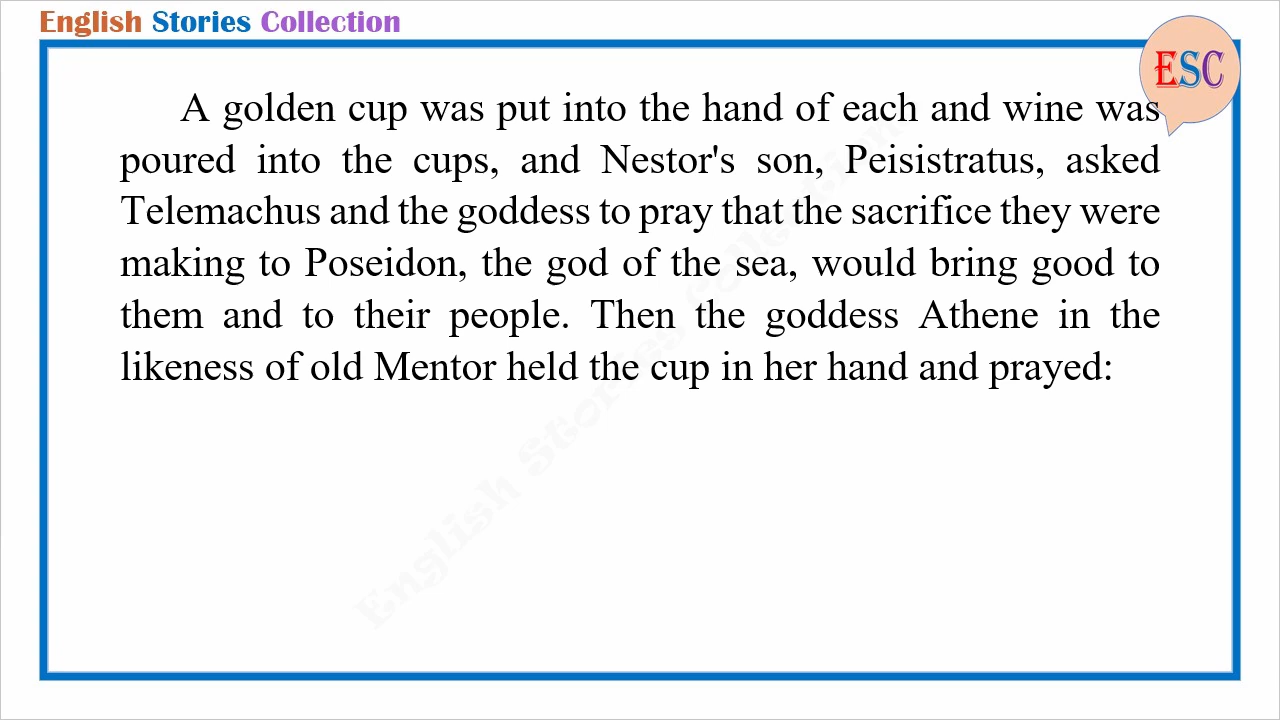 English Stories Collection
ESC
A golden cup was put into the hand of each and wine was
poured into the cups, and Nestor's son, Peisistratus, asked
Telemachus and the goddess to pray that the sacrifice they were
making to Poseidon, the god of the sea, would bring good to
them and to their people. Then the goddess Athene in the
likeness of old Mentor held the cup in her hand and prayed:
English Stories Collection